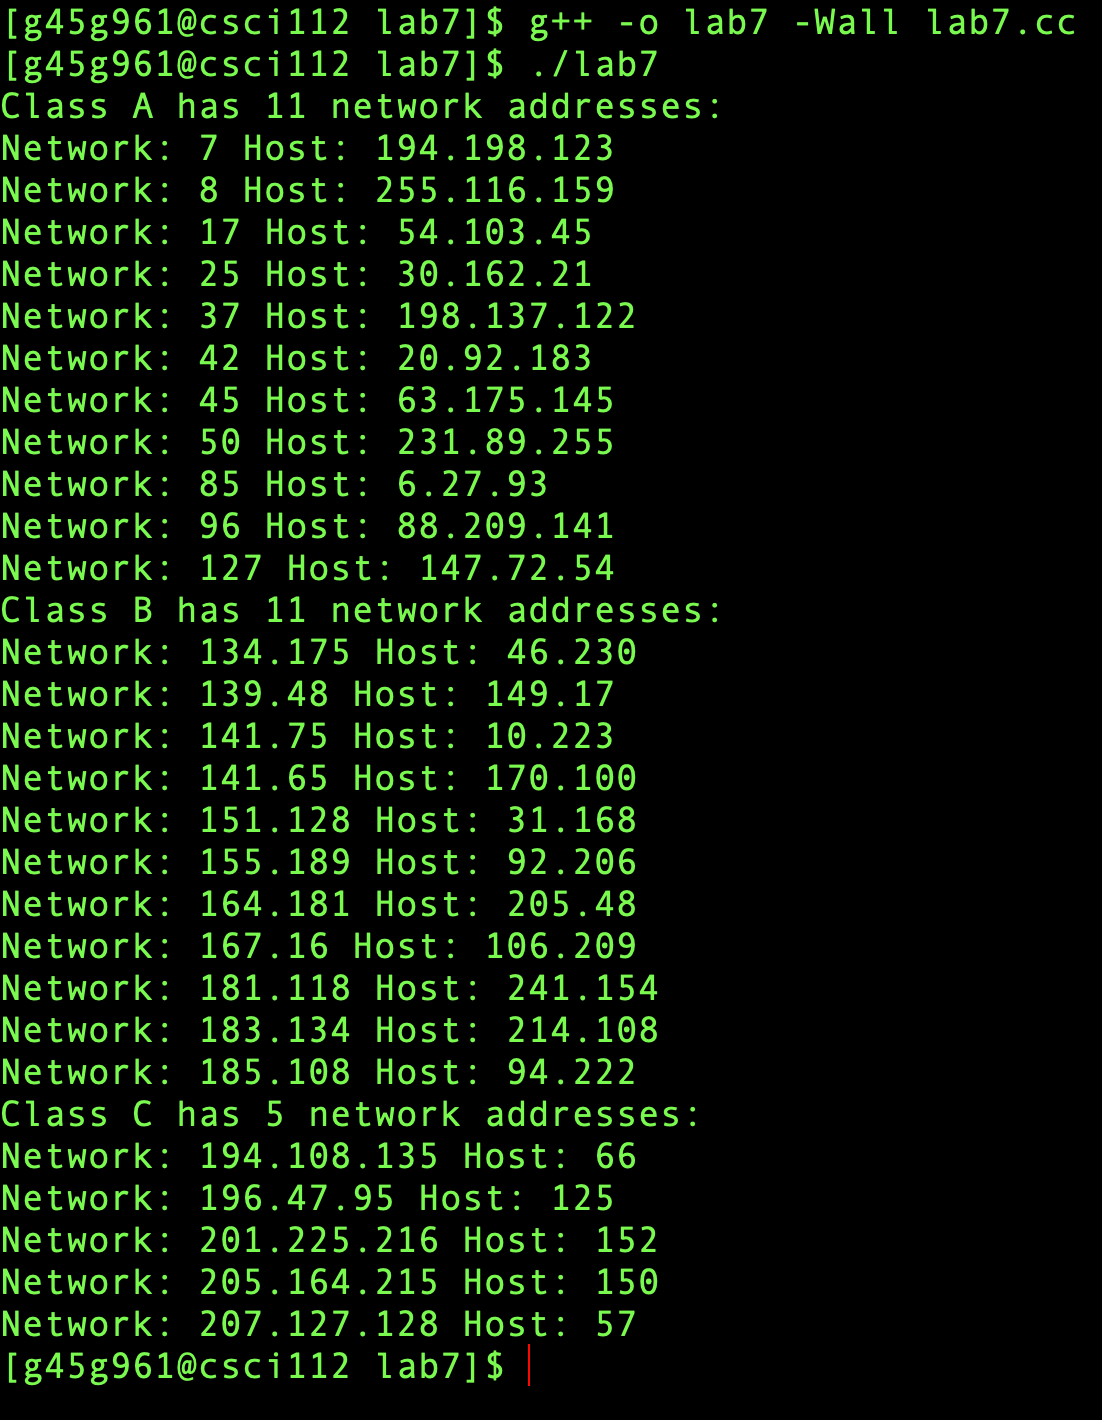 [g45g961@csci112 lab7]$ g++ -o lab7 -Wall lab7.cc
[g45g961@csci112 lab7]$ ./lab7
Class A has 11 network addresses:
Network: 7 Host: 194.198.123
Network: 8 Host: 255.116.159
Network: 17 Host: 54.103.45
Network: 25 Host: 30.162.21
Network: 37 Host: 198.137.122
Network: 42 Host: 20.92.183
Network: 45 Host: 63.175.145
Network: 50 Host: 231.89.255
Network: 85 Host: 6.27.93
Network: 96 Host: 88.209.141
Network: 127 Host: 147.72.54
Class B has 11 network addresses:
Network: 134.175 Host: 46.230
Network: 139.48 Host: 149.17
Network: 141.75 Host: 10.223
Network: 141.65 Host: 170.100
Network: 151.128 Host: 31.168
Network: 155.189 Host: 92.206
Network: 164.181 Host: 205.48
Network: 167.16 Host: 106.209
Network: 181.118 Host: 241.154
Network: 183.134 Host: 214.108
Network: 185.108 Host: 94.222
Class C has 5 network addresses:
Network: 194.108.135 Host: 66
Network: 196.47.95 Host: 125
Network: 201.225.216 Host: 152
Network: 205.164.215 Host: 150
Network: 207.127.128 Host: 57
[g45g961@csci112 lab7]$